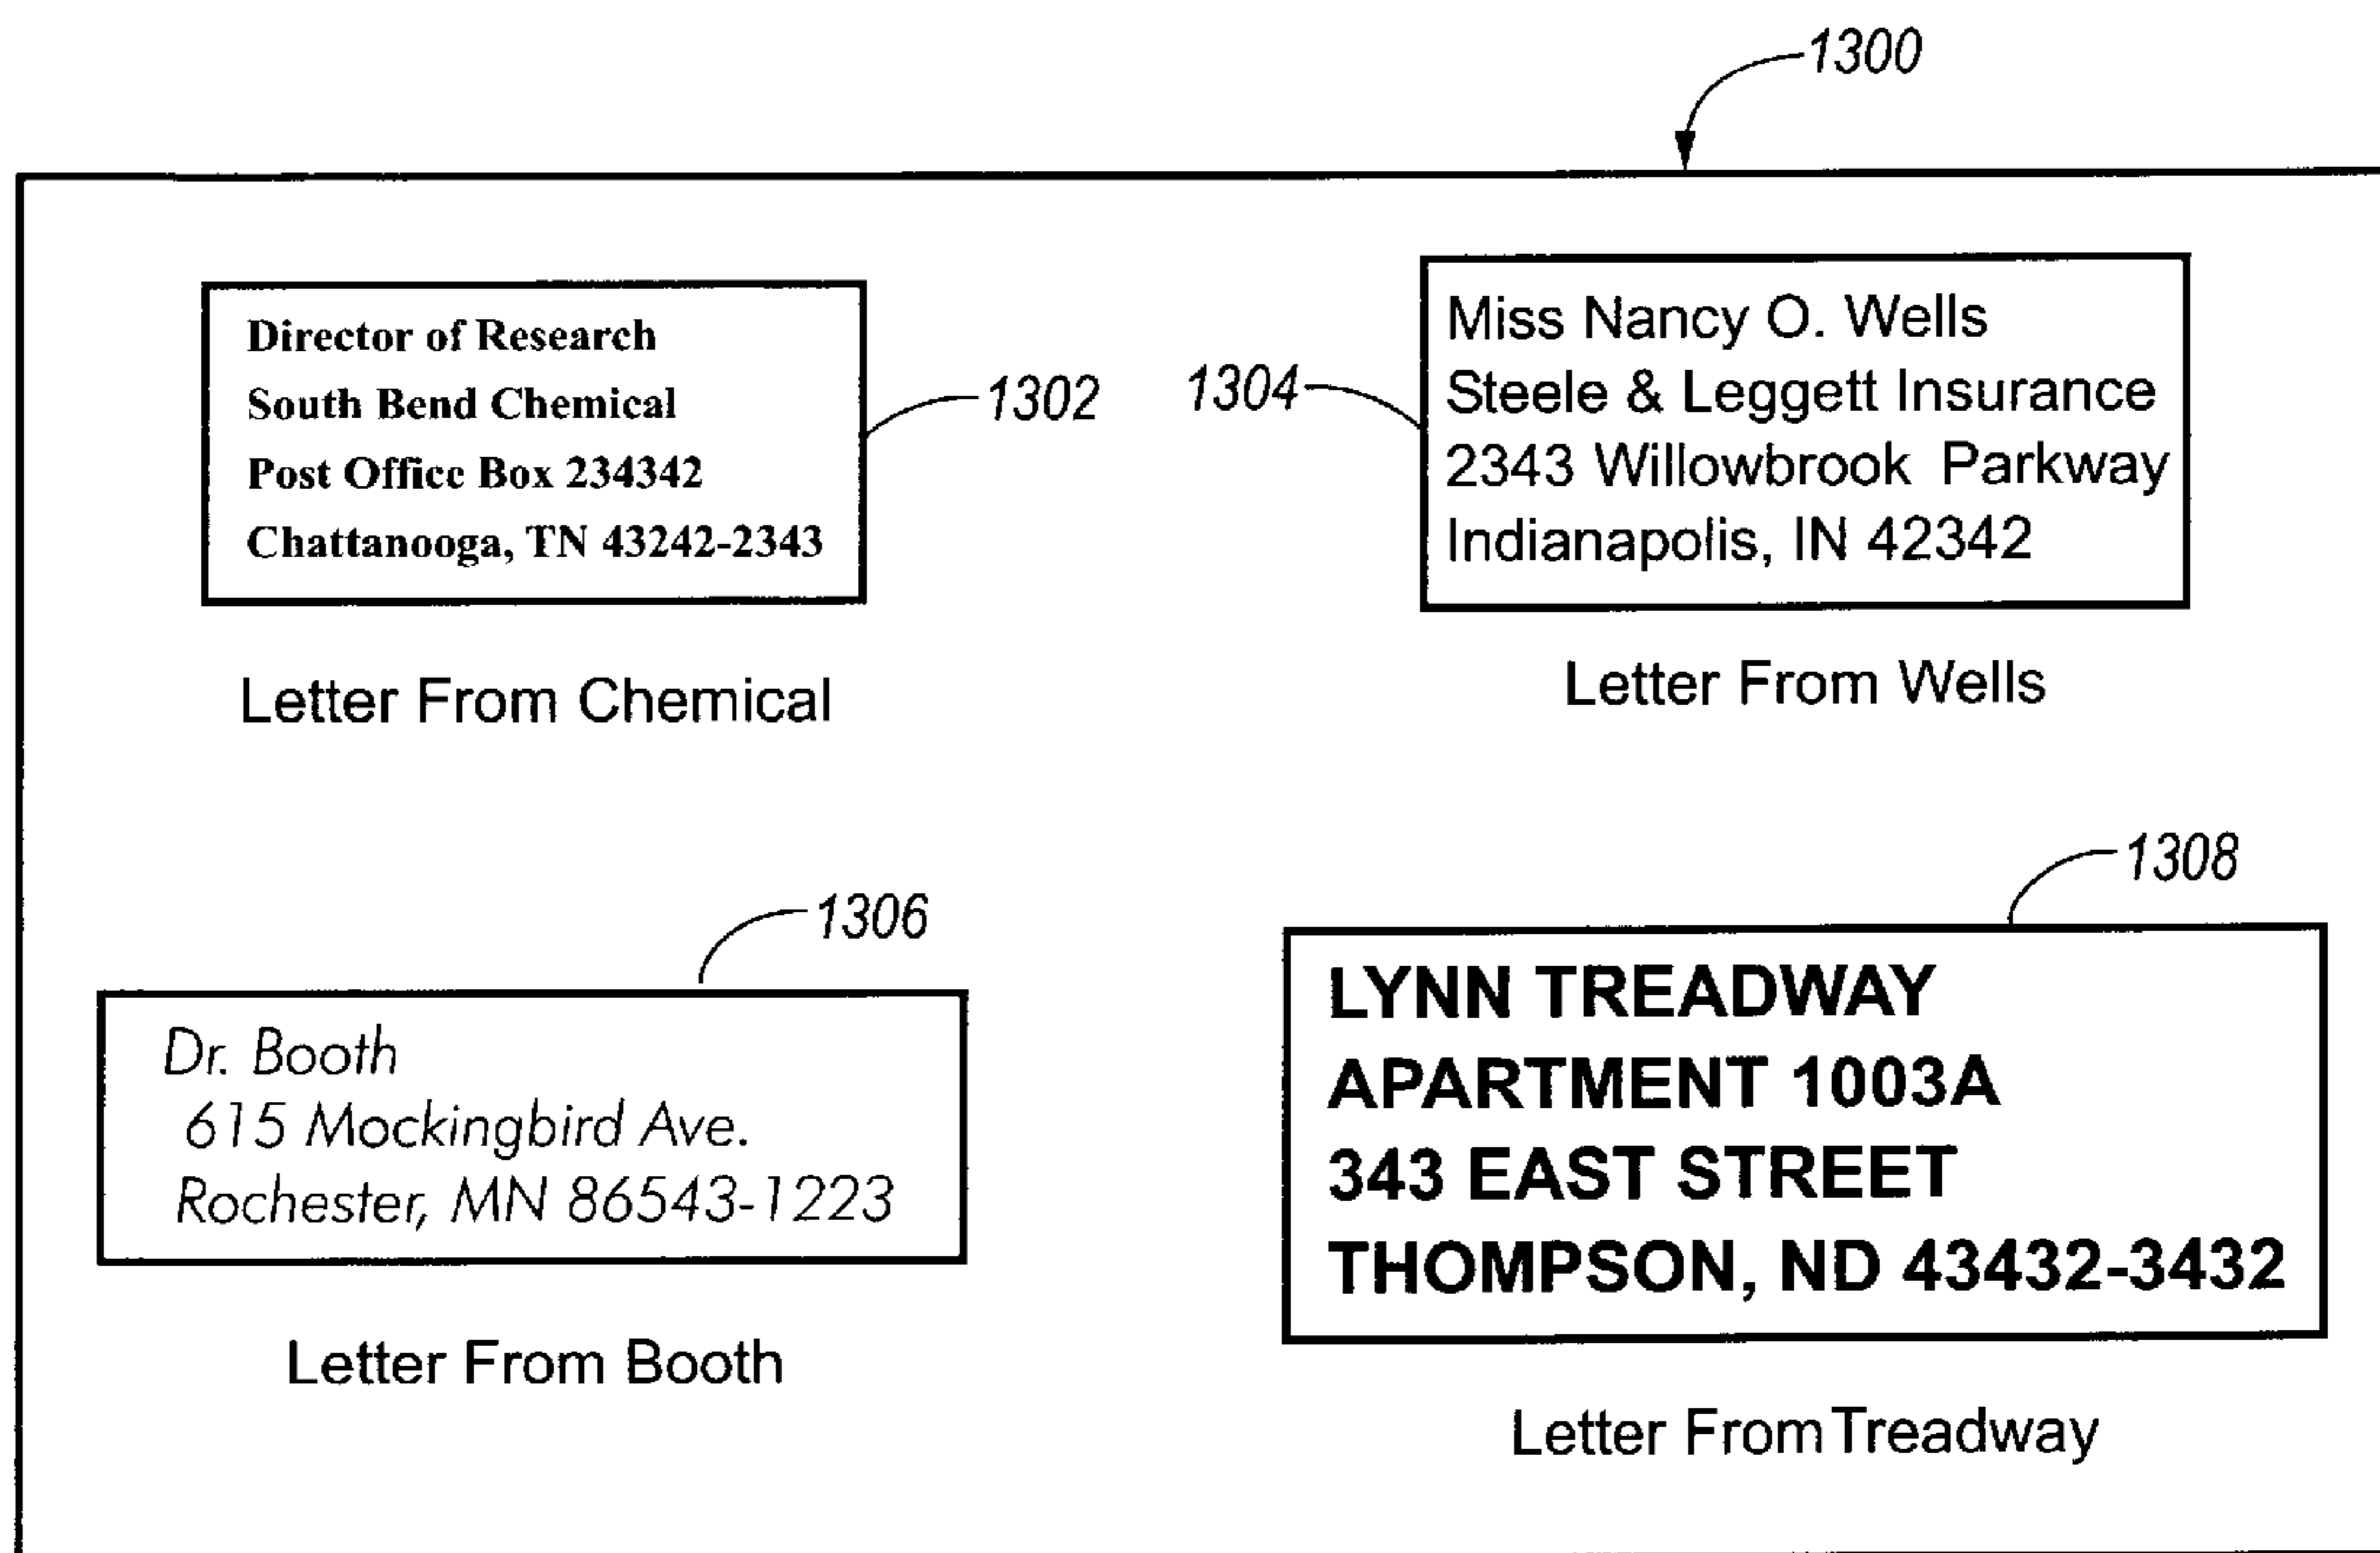 1300
Director of Research
South Bend Chemical
Post Office Box 234342
Chattanooga, TN 43242-2343
1302
Letter From Chemical
1304
Miss Nancy O. Wells
Steele & Leggett Insurance
2343 Willowbrook Parkway
Indianapolis, IN 42342
Letter From Wells
1306
Dr. Booth
615 Mockingbird Ave.
Rochester, MN 86543-1223
Letter From Booth
1308
LYNN TREADWAY
APARTMENT 1003A
343 EAST STREET
THOMPSON, ND 43432-3432
Letter From Treadway